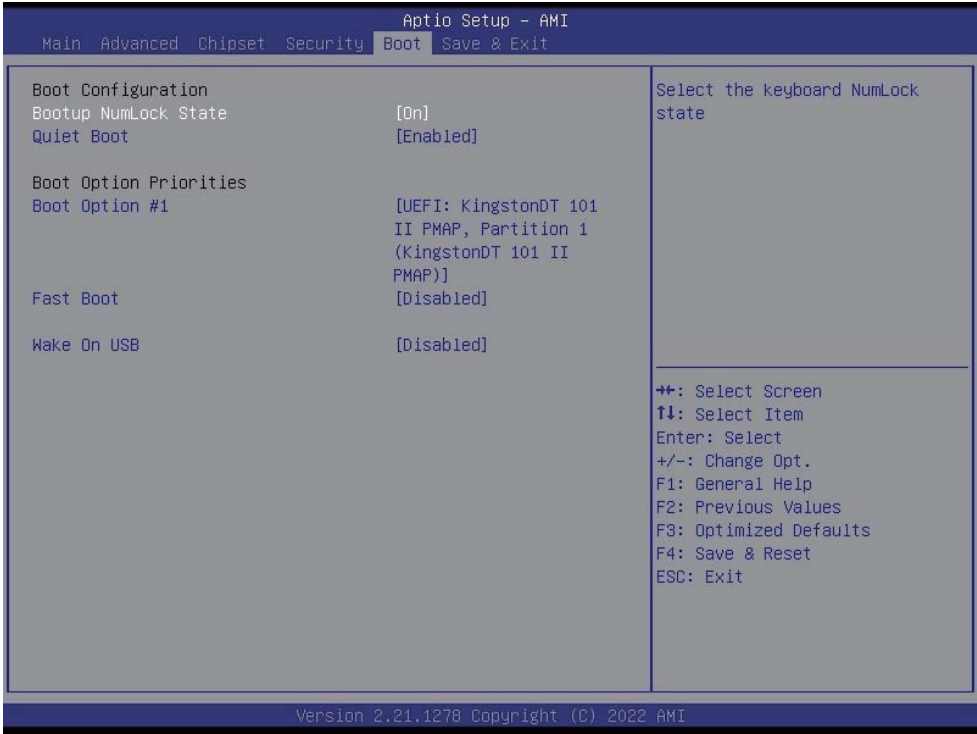 Aptio Setup - AMI
Main Advanced Chipset Security Boot Save & Exit
Boot Configuration
Bootup NumLock State [On]
Quiet Boot [Enabled]
Boot Option Priorities
Boot Option #1 [UEFI: KingstonDT 101
II PMAP, Partition 1
(KingstonDT 101 II
PMAP)]
Fast Boot [Disabled]
Wake On USB [Disabled]
Select the keyboard NumLock
state
→←: Select Screen
↑↓: Select Item
Enter: Select
+/-: Change Opt.
F1: General Help
F2: Previous Values
F3: Optimized Defaults
F4: Save & Reset
ESC: Exit
Version 2.21.1278 Copyright (C) 2022 AMI